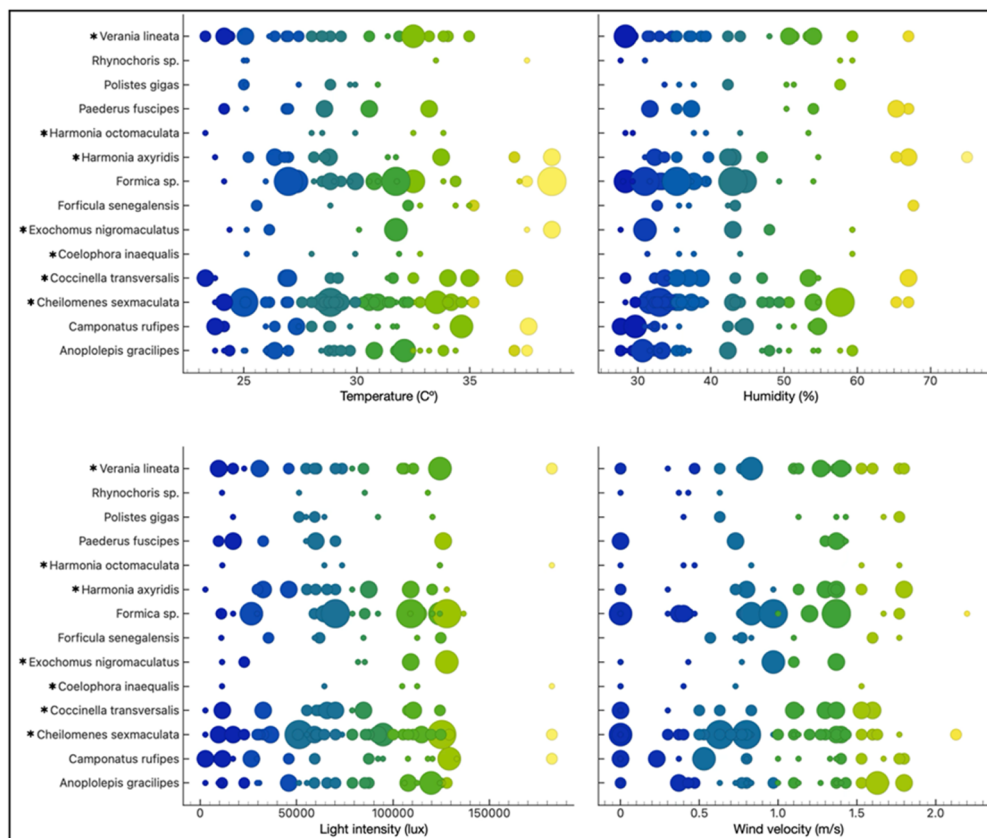 * Verania lineata
Rhynochoris sp.
Polistes gigas
Paederus fuscipes
* Harmonia octomaculata
* Harmonia axyridis
Formica sp.
Forficula senegalensis
* Exochomus nigromaculatus
* Coelophora inaequalis
* Coccinella transversalis
* Cheilomenes sexmaculata
Camponatus rufipes
Anoplolepis gracilipes
25 30 35
Temperature (Cº)
30 40 50 60 70
Humidity (%)
* Verania lineata
Rhynochoris sp.
Polistes gigas
Paederus fuscipes
* Harmonia octomaculata
* Harmonia axyridis
Formica sp.
Forficula senegalensis
* Exochomus nigromaculatus
* Coelophora inaequalis
* Coccinella transversalis
* Cheilomenes sexmaculata
Camponatus rufipes
Anoplolepis gracilipes
0 50000 100000 150000
Light intensity (lux)
0.0 0.5 1.0 1.5 2.0
Wind velocity (m/s)